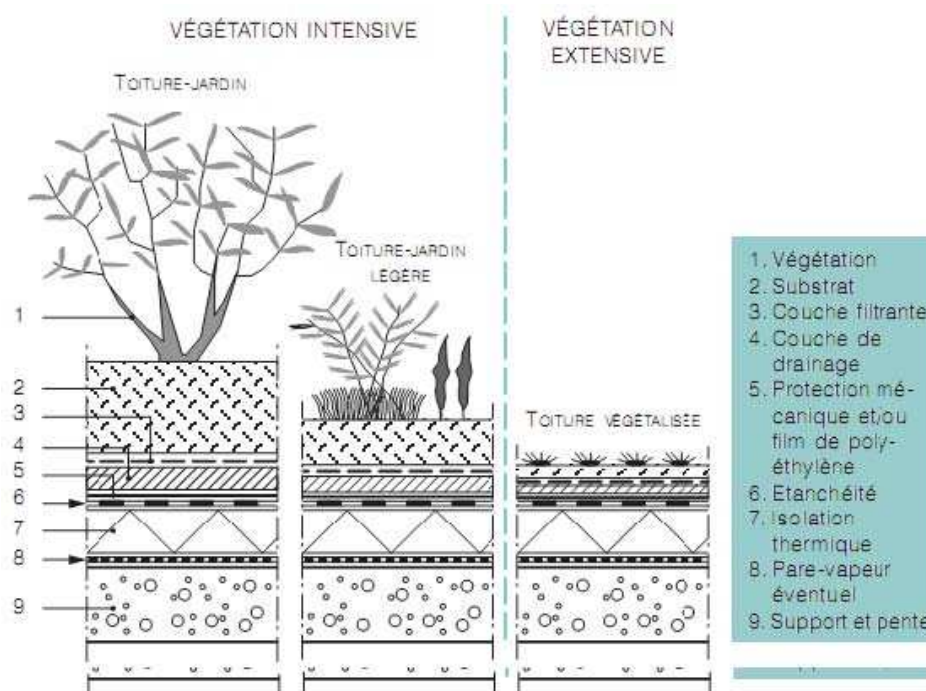 VÉGÉTATION INTENSIVE
VÉGÉTATION
EXTENSIVE
TOITURE-JARDIN
TOITURE-JARDIN
LÉGÈRE
TOITURE VÉGÉTALISÉE
1
2
3
4
5
6
7
8
9
1. Végétation
2. Substrat
3. Couche filtrante
4. Couche de
drainage
5. Protection mé-
canique et/ou
film de poly-
éthylène
6. Etanchéité
7. Isolation
thermique
8. Pare-vapeur
éventuel
9. Support et pente